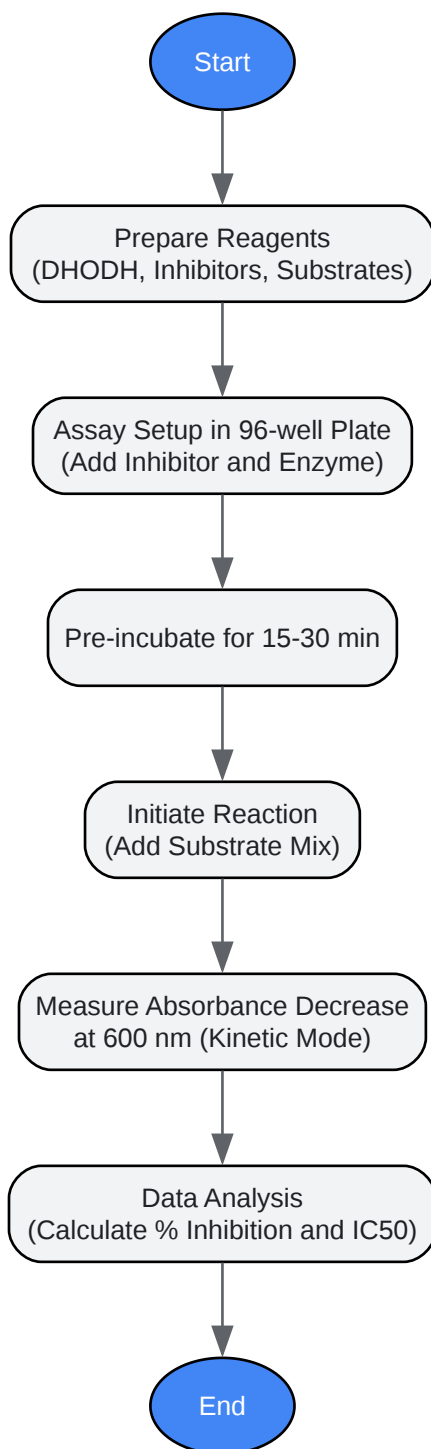 Start
Prepare Reagents
(DHODH, Inhibitors, Substrates)
Assay Setup in 96-well Plate
(Add Inhibitor and Enzyme)
Pre-incubate for 15-30 min
Initiate Reaction
(Add Substrate Mix)
Measure Absorbance Decrease
at 600 nm (Kinetic Mode)
Data Analysis
(Calculate % Inhibition and IC50)
End